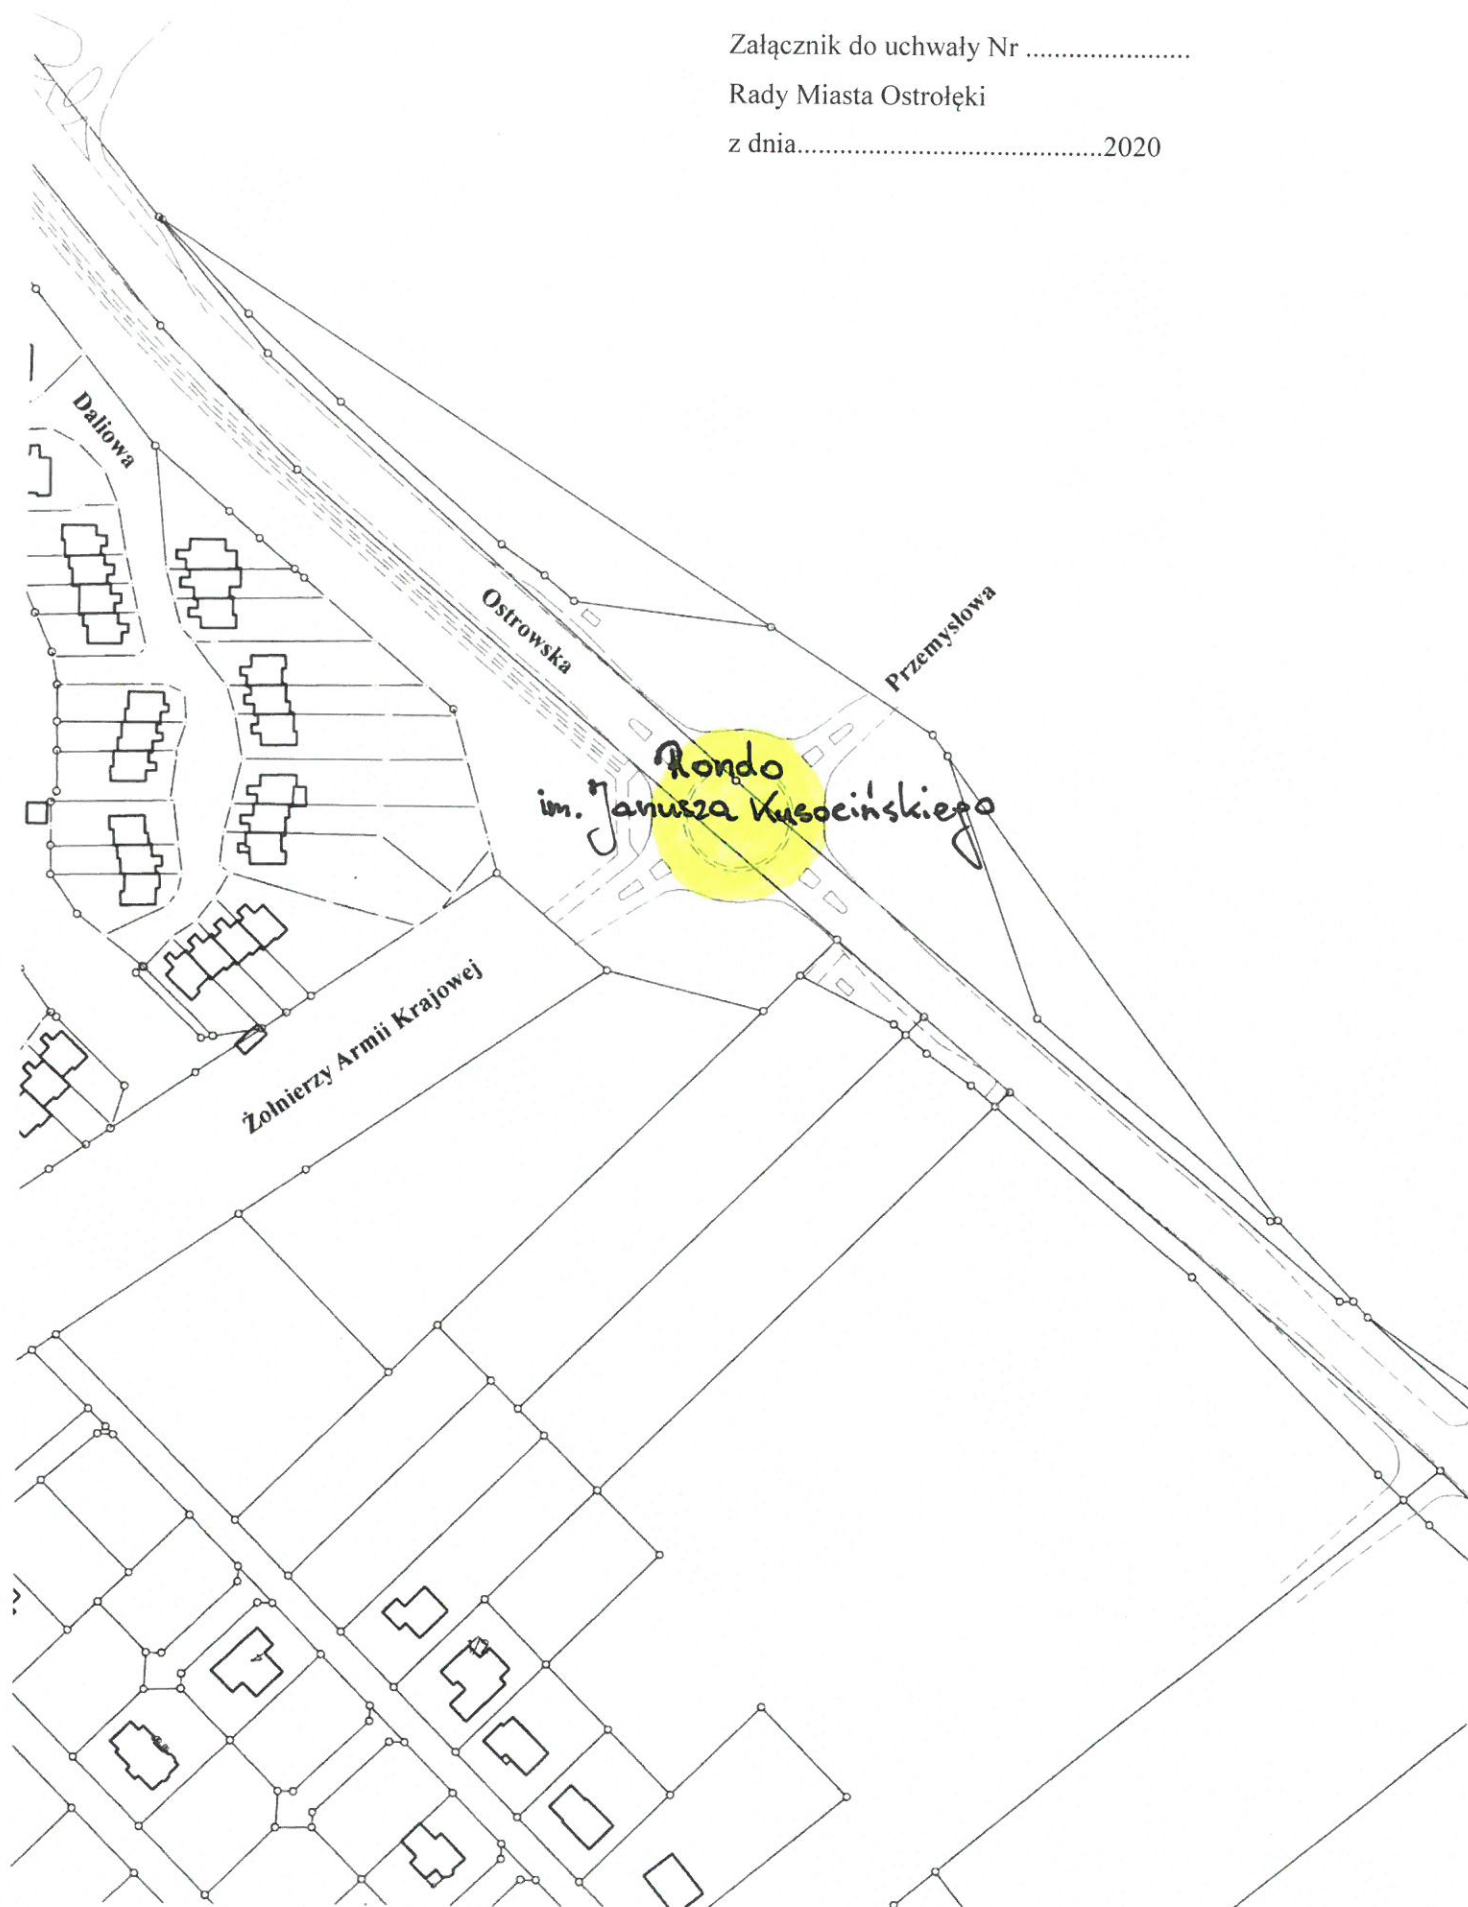 Załącznik do uchwały Nr .......................
Rady Miasta Ostrołęki
z dnia...........................................2020
Daliowa
Ostrowska
Przemysłowa
Rondo
im. Janusza Kusocińskiego
Żołnierzy Armii Krajowej